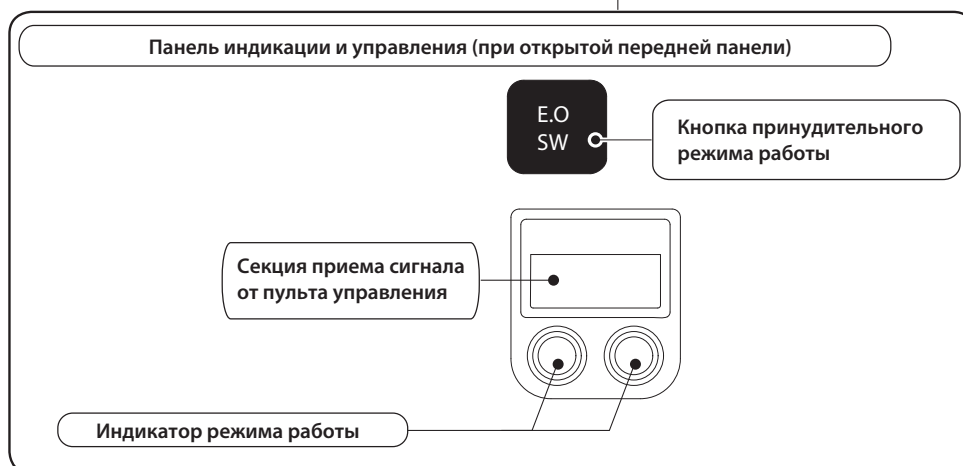 Панель индикации и управления (при открытой передней панели)
E.O
SW
Кнопка принудительного
режима работы
Секция приема сигнала
от пульта управления
Индикатор режима работы